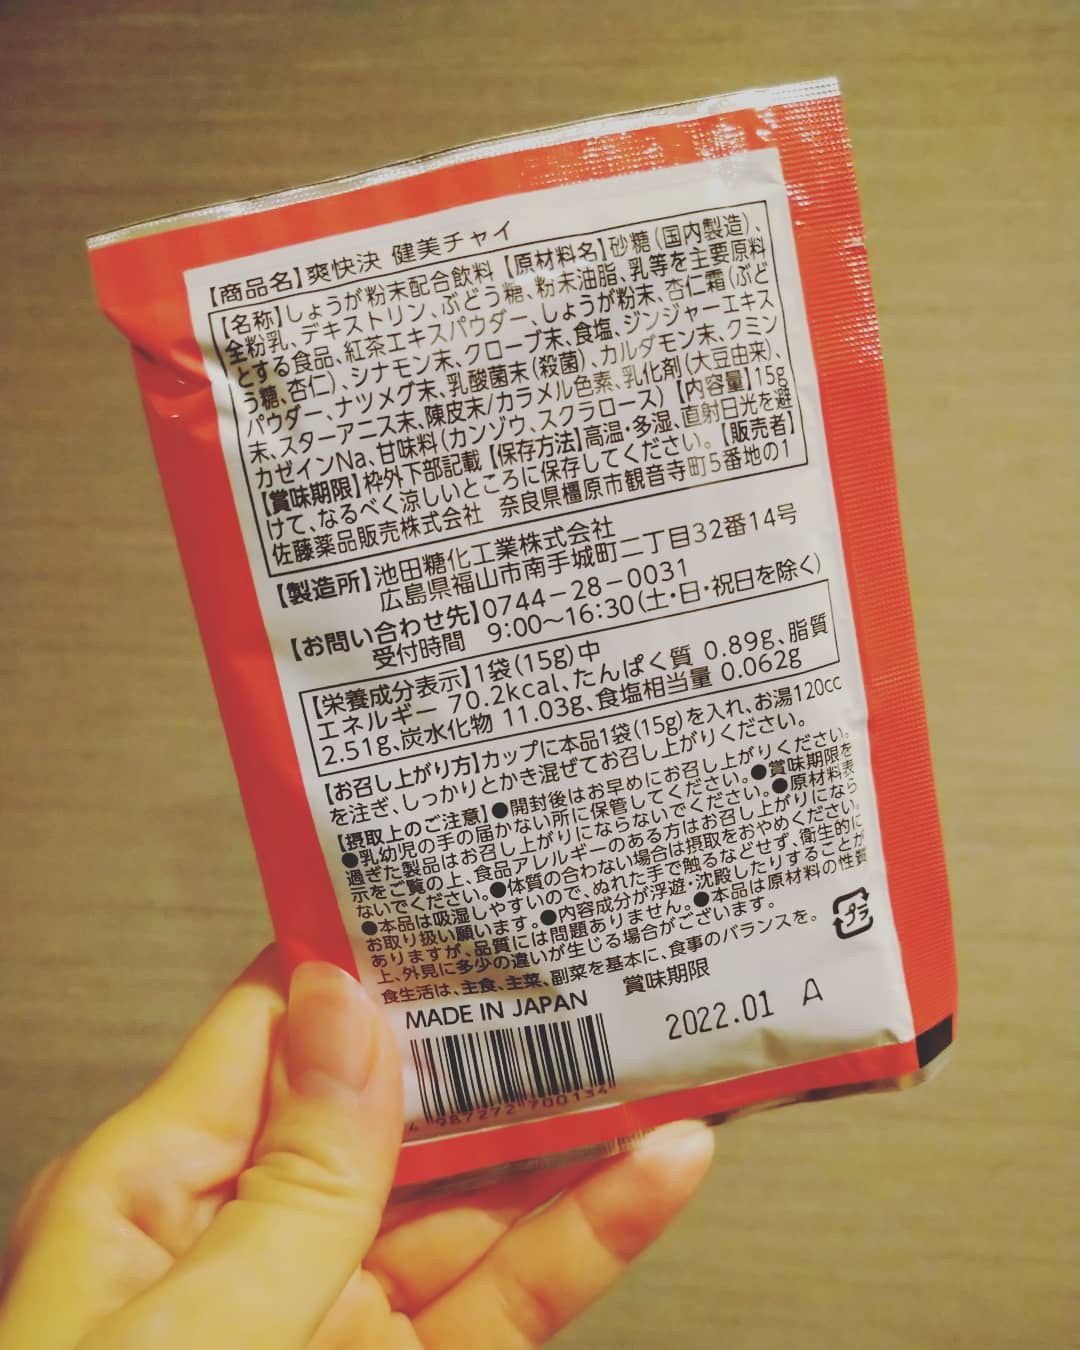 【商品名】爽快決 健美チャイ
【名称】しょうが粉末配合飲料【原材料名】砂糖(国内製造)、
全粉乳、デキストリン、ぶどう糖、粉末油脂、乳等を主要原料
とする食品、紅茶エキスパウダー、しょうが粉末、杏仁霜(ぶど
う糖、杏仁)、シナモン末、クローブ末、食塩、ジンジャーエキス
パウダー、ナツメグ末、乳酸菌末(殺菌)、カルダモン末、クミン
末、スターアニス末、陳皮末/カラメル色素、乳化剤(大豆由来)、
カゼインNa、甘味料(カンゾウ、スクラロース)【内容量】15g
【賞味期限】枠外下部記載【保存方法】高温・多湿、直射日光を避
けて、なるべく涼しいところに保存してください。【販売者】
佐藤薬品販売株式会社 奈良県橿原市観音寺町5番地の1
【製造所】池田糖化工業株式会社
広島県福山市南手城町二丁目32番14号
【お問い合わせ先】0744-28-0031
受付時間 9:00〜16:30(土・日・祝日を除く)
【栄養成分表示】1袋(15g)中
エネルギー 70.2kcal、たんぱく質 0.89g、脂質
2.51g、炭水化物 11.03g、食塩相当量 0.062g
【お召し上がり方】カップに本品1袋(15g)を入れ、お湯120cc
を注ぎ、しっかりとかき混ぜてお召し上がりください。
【摂取上のご注意】●開封後はお早めにお召し上がりください。
●乳幼児の手の届かない所に保管してください。●賞味期限を
過ぎた製品はお召し上がりにならないでください。●原材料表
示をご覧の上、食品アレルギーのある方はお召し上がりになら
ないでください。●体質の合わない場合は摂取をおやめください。
●本品は吸湿しやすいので、ぬれた手で触るなどせず、衛生的に
お取り扱い願います。●内容成分が浮遊・沈殿したりすることが
ありますが、品質には問題ありません。●本品は原材料の性質
上、外見に多少の違いが生じる場合がございます。
食生活は、主食、主菜、副菜を基本に、食事のバランスを。
プラ
MADE IN JAPAN
賞味期限
2022.01 A
4 987272 700134